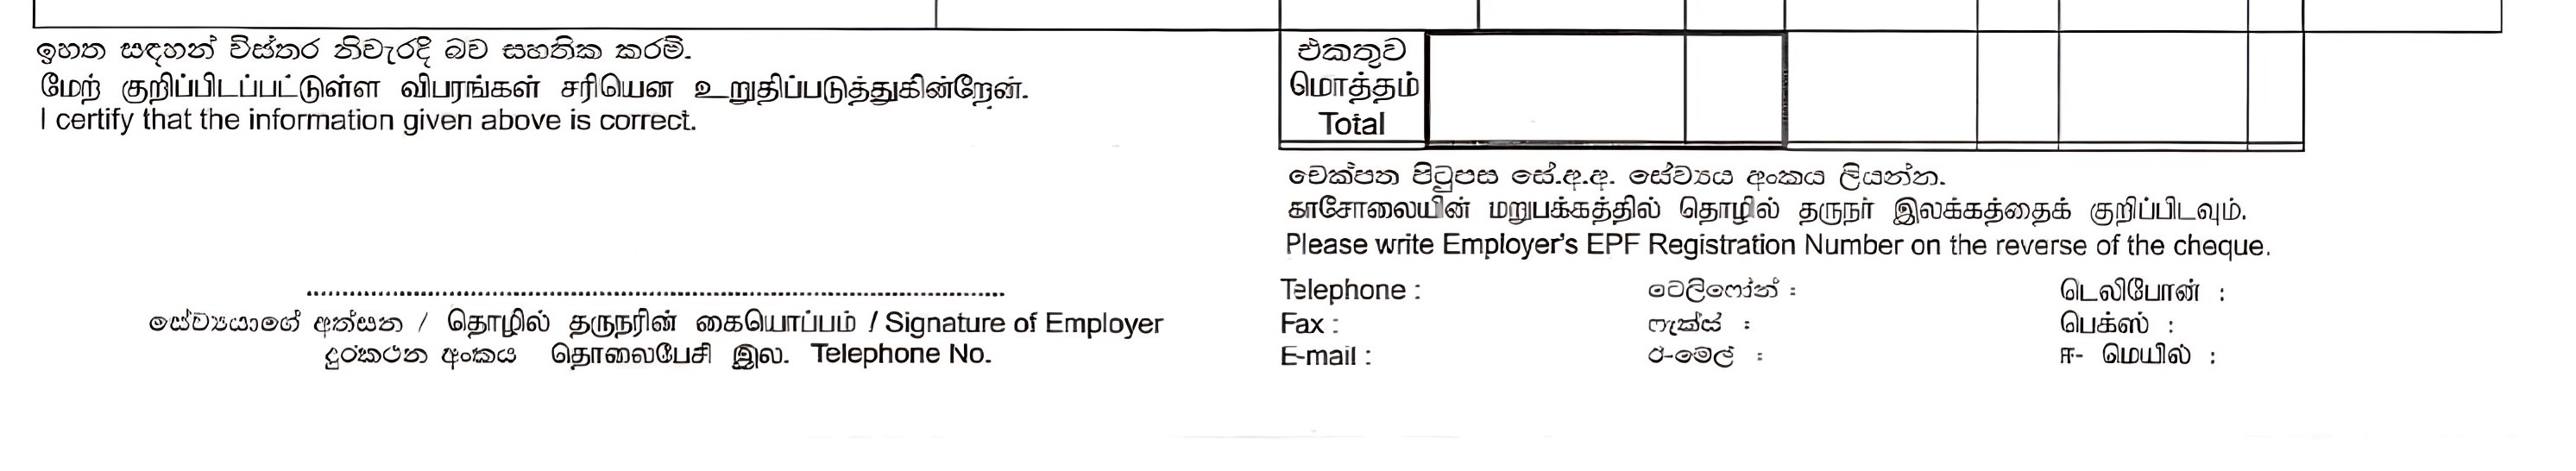 ඉහත සඳහන් විස්තර නිවැරදි බව සහතික කරමි.
மேற் குறிப்பிடப்பட்டுள்ள விபரங்கள் சரியென உறுதிப்படுத்துகின்றேன்.
I certify that the information given above is correct.
එකතුව
மொத்தம்
Total
චෙක්පත පිටුපස සේ.අ.අ. සේව්‍යය අංකය ලියන්න.
காசோலையின் மறுபக்கத்தில் தொழில் தருநர் இலக்கத்தைக் குறிப்பிடவும்.
Please write Employer's EPF Registration Number on the reverse of the cheque.
................................................................
සේව්‍යයාගේ අත්සන / தொழில் தருநரின் கையொப்பம் / Signature of Employer
දුරකථන අංකය தொலைபேசி இல. Telephone No.
Telephone : ටෙලිෆෝන් : டெலிபோன் :
Fax : ෆැක්ස් : பெக்ஸ் :
E-mail : ඊ-මේල් : ஈ- மெயில் :